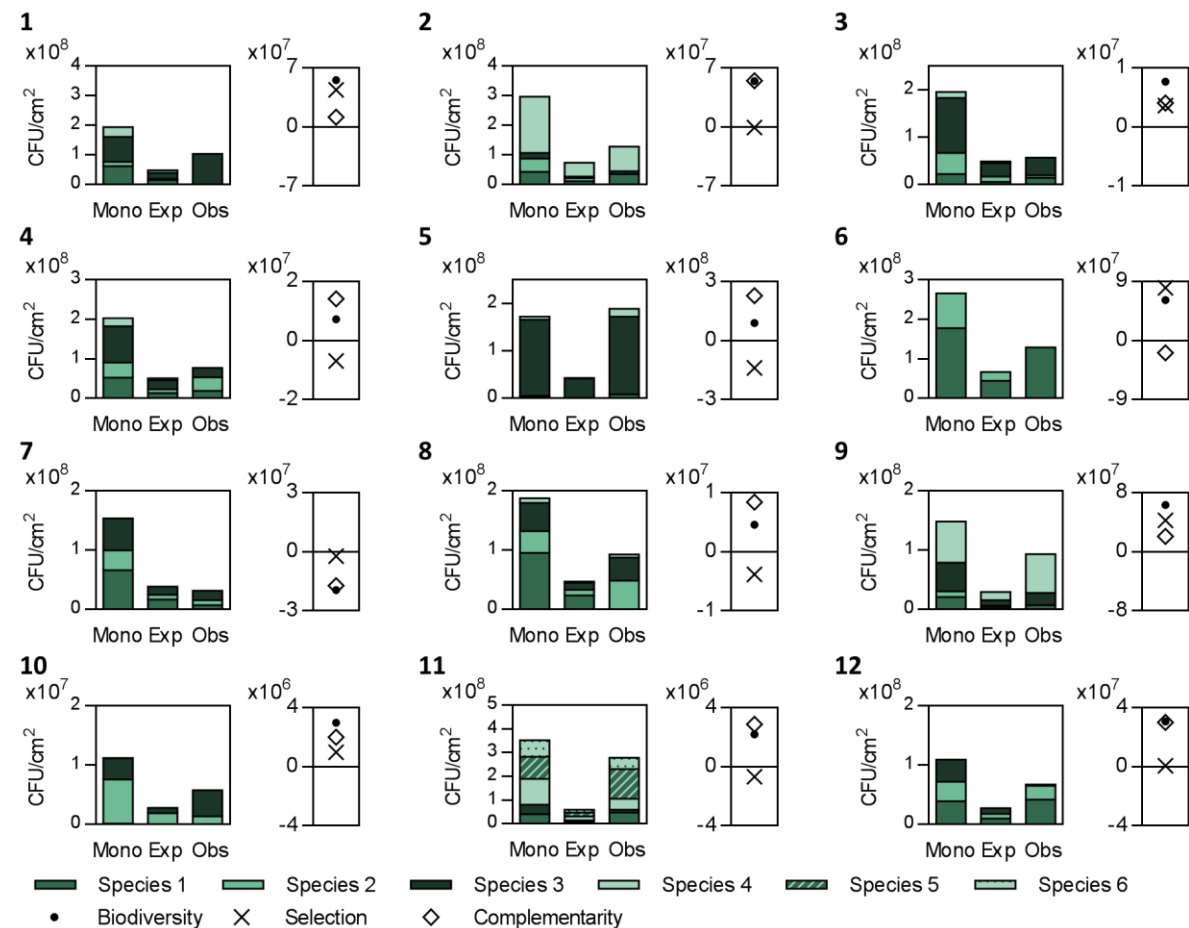 1 2 3
x10⁸ x10⁷ x10⁸ x10⁷ x10⁸ x10⁷
4 7 4 7 2 1
3 3
2 0 2 0 1 0
1 1
0 -7 0 -7 0 -1
CFU/cm² CFU/cm² CFU/cm²
Mono Exp Obs Mono Exp Obs Mono Exp Obs
4 5 6
x10⁸ x10⁷ x10⁸ x10⁸ x10⁸ x10⁷
3 2 2 3 3 9
2 2
1 0 1 0 1 0
0 -2 0 -3 0 -9
CFU/cm² CFU/cm² CFU/cm²
Mono Exp Obs Mono Exp Obs Mono Exp Obs
7 8 9
x10⁸ x10⁷ x10⁸ x10⁷ x10⁸ x10⁷
2 3 2 1 2 8
1 0 1 0 1 0
0 -3 0 -1 0 -8
CFU/cm² CFU/cm² CFU/cm²
Mono Exp Obs Mono Exp Obs Mono Exp Obs
10 11 12
x10⁷ x10⁶ x10⁸ x10⁶ x10⁸ x10⁷
2 4 5 4 2 4
4
3
1 0 2 0 1 0
1
0 -4 0 -4 0 -4
CFU/cm² CFU/cm² CFU/cm²
Mono Exp Obs Mono Exp Obs Mono Exp Obs
Species 1 Species 2 Species 3 Species 4 Species 5 Species 6
Biodiversity Selection Complementarity